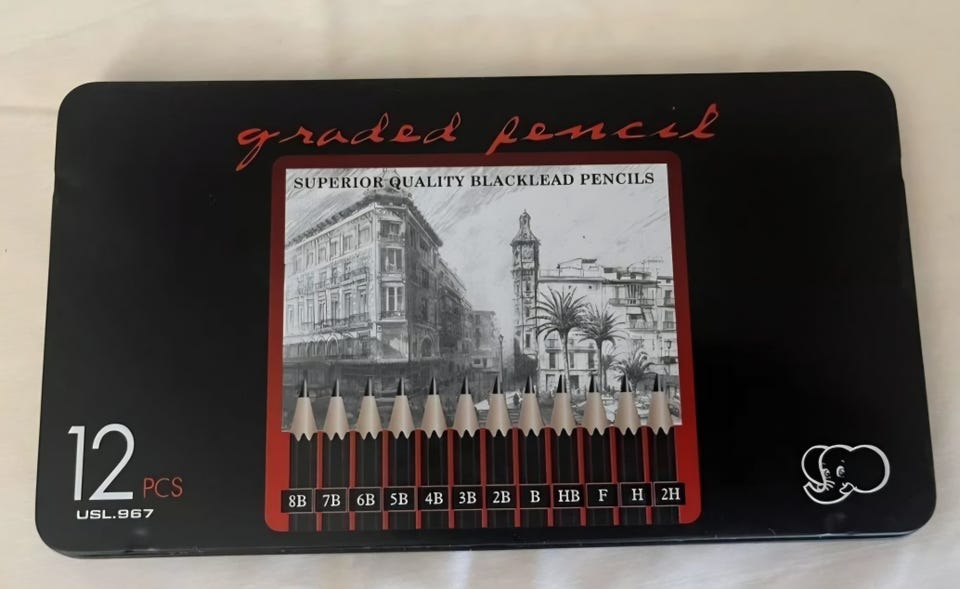 graded pencil
SUPERIOR QUALITY BLACKLEAD PENCILS
8B 7B 6B 5B 4B 3B 2B B HB F H 2H
12 PCS
USL.967